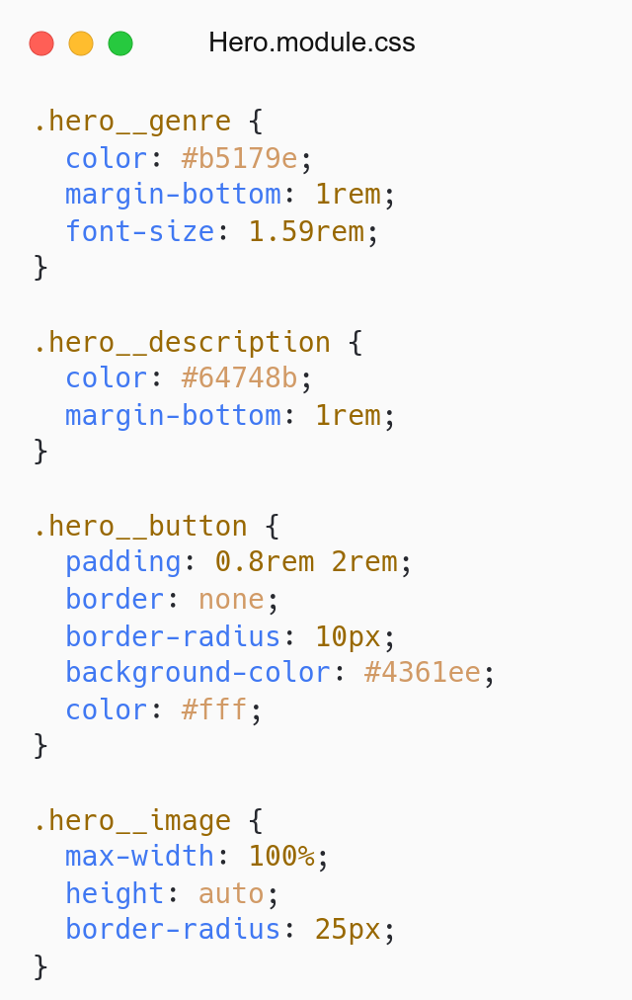 Hero.module.css
.hero__genre {
  color: #b5179e;
  margin-bottom: 1rem;
  font-size: 1.59rem;
}
.hero__description {
  color: #64748b;
  margin-bottom: 1rem;
}
.hero__button {
  padding: 0.8rem 2rem;
  border: none;
  border-radius: 10px;
  background-color: #4361ee;
  color: #fff;
}
.hero__image {
  max-width: 100%;
  height: auto;
  border-radius: 25px;
}